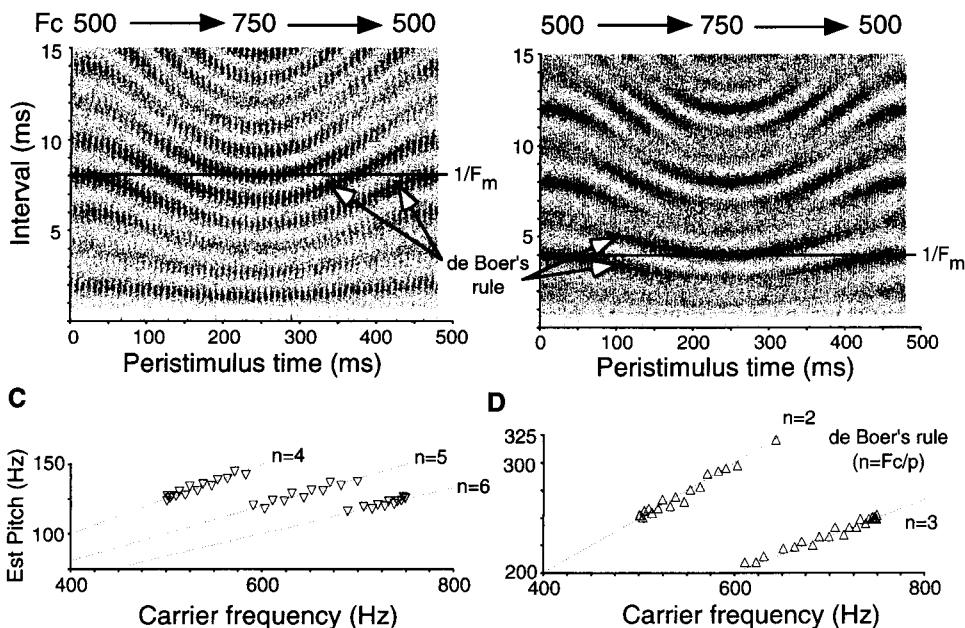 Fc 500 → 750 → 500
500 → 750 → 500
15
10
5
Interval (ms)
1/Fm
0 100 200 300 400 500
Peristimulus time (ms)
de Boer's
rule
15
10
5
1/Fm
0 100 200 300 400 500
Peristimulus time (ms)
C
150
100
Est Pitch (Hz)
n=4
n=5
n=6
400 600 800
Carrier frequency (Hz)
D
325
300
200
n=2
de Boer's rule
(n=Fc/p)
n=3
400 600 800
Carrier frequency (Hz)